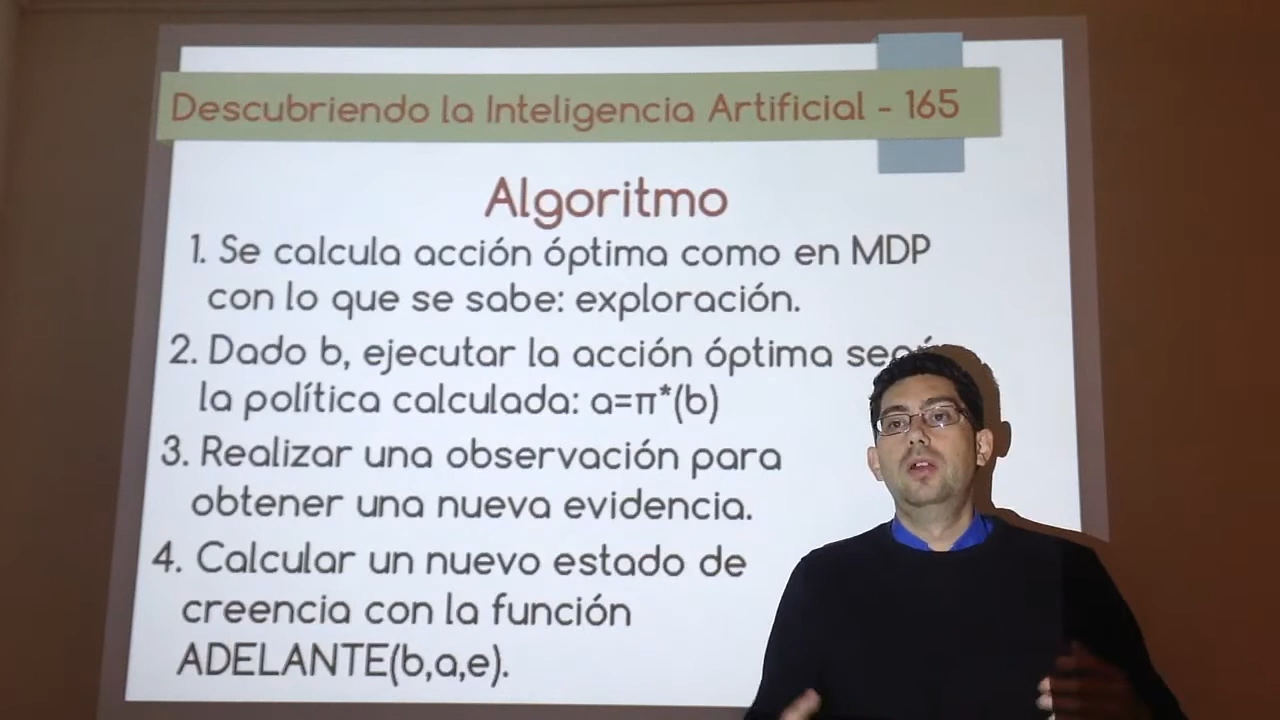 Descubriendo la Inteligencia Artificial - 165
Algoritmo
1. Se calcula acción óptima como en MDP
con lo que se sabe: exploración.
2. Dado b, ejecutar la acción óptima
la política calculada: a=π*(b)
3. Realizar una observación para
obtener una nueva evidencia.
4. Calcular un nuevo estado de
creencia con la función
ADELANTE(b,a,e).